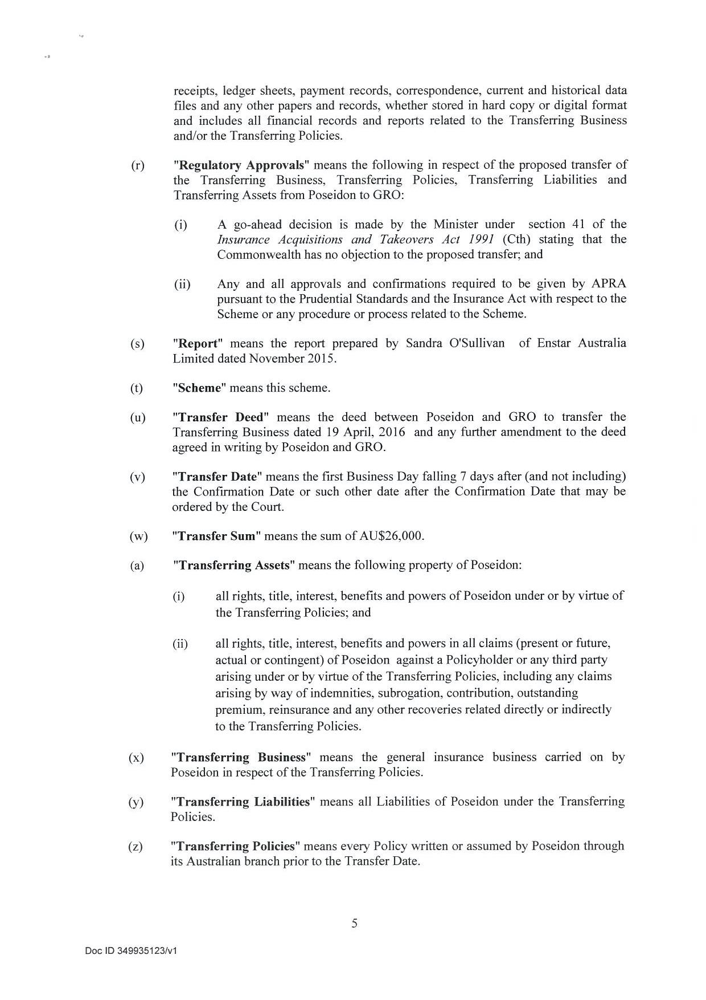 receipts, ledger sheets, payment records, correspondence, current and historical data
files and any other papers and records, whether stored in hard copy or digital format
and includes all financial records and reports related to the Transferring Business
and/or the Transferring Policies.
(r) "Regulatory Approvals" means the following in respect of the proposed transfer of
the Transferring Business, Transferring Policies, Transferring Liabilities and
Transferring Assets from Poseidon to GRO:
(i) A go-ahead decision is made by the Minister under section 41 of the
Insurance Acquisitions and Takeovers Act 1991 (Cth) stating that the
Commonwealth has no objection to the proposed transfer; and
(ii) Any and all approvals and confirmations required to be given by APRA
pursuant to the Prudential Standards and the Insurance Act with respect to the
Scheme or any procedure or process related to the Scheme.
(s) "Report" means the report prepared by Sandra O'Sullivan of Enstar Australia
Limited dated November 2015.
(t) "Scheme" means this scheme.
(u) "Transfer Deed" means the deed between Poseidon and GRO to transfer the
Transferring Business dated 19 April, 2016 and any further amendment to the deed
agreed in writing by Poseidon and GRO.
(v) "Transfer Date" means the first Business Day falling 7 days after (and not including)
the Confirmation Date or such other date after the Confirmation Date that may be
ordered by the Court.
(w) "Transfer Sum" means the sum of AU$26,000.
(a) "Transferring Assets" means the following property of Poseidon:
(i) all rights, title, interest, benefits and powers of Poseidon under or by virtue of
the Transferring Policies; and
(ii) all rights, title, interest, benefits and powers in all claims (present or future,
actual or contingent) of Poseidon against a Policyholder or any third party
arising under or by virtue of the Transferring Policies, including any claims
arising by way of indemnities, subrogation, contribution, outstanding
premium, reinsurance and any other recoveries related directly or indirectly
to the Transferring Policies.
(x) "Transferring Business" means the general insurance business carried on by
Poseidon in respect of the Transferring Policies.
(y) "Transferring Liabilities" means all Liabilities of Poseidon under the Transferring
Policies.
(z) "Transferring Policies" means every Policy written or assumed by Poseidon through
its Australian branch prior to the Transfer Date.
5
Doc ID 349935123/v1